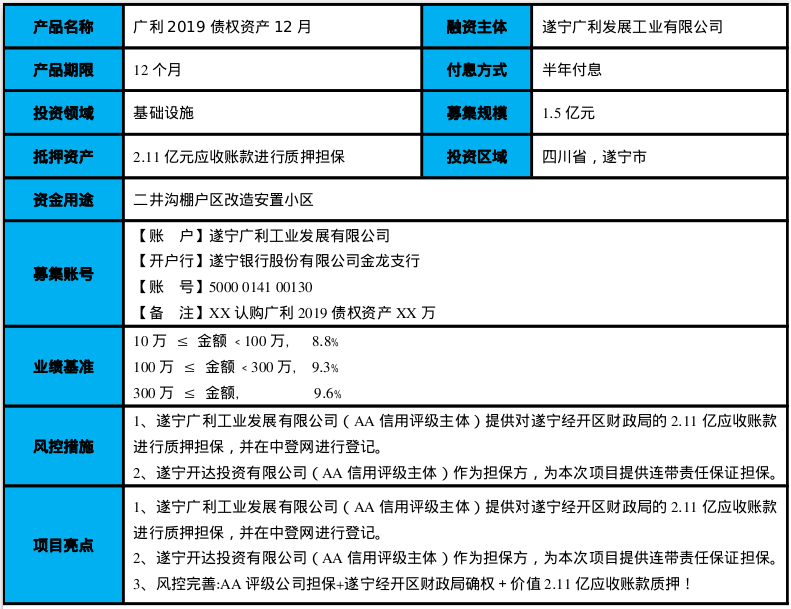 产品名称 广利 2019 债权资产 12 月 融资主体 遂宁广利发展工业有限公司
产品期限 12 个月 付息方式 半年付息
投资领域 基础设施 募集规模 1.5 亿元
抵押资产 2.11 亿元应收账款进行质押担保 投资区域 四川省，遂宁市
资金用途 二井沟棚户区改造安置小区
募集账号
【账　户】遂宁广利工业发展有限公司
【开户行】遂宁银行股份有限公司金龙支行
【账　号】5000 0141 00130
【备　注】XX 认购广利 2019 债权资产 XX 万
业绩基准
10 万 ≤ 金额 <100 万, 8.8%
100 万 ≤ 金额 <300 万, 9.3%
300 万 ≤ 金额, 9.6%
风控措施
1、遂宁广利工业发展有限公司（AA 信用评级主体）提供对遂宁经开区财政局的 2.11 亿应收账款
进行质押担保，并在中登网进行登记。
2、遂宁开达投资有限公司（AA 信用评级主体）作为担保方，为本次项目提供连带责任保证担保。
项目亮点
1、遂宁广利工业发展有限公司（AA 信用评级主体）提供对遂宁经开区财政局的 2.11 亿应收账款
进行质押担保，并在中登网进行登记。
2、遂宁开达投资有限公司（AA 信用评级主体）作为担保方，为本次项目提供连带责任保证担保。
3、风控完善:AA 评级公司担保+遂宁经开区财政局确权 + 价值 2.11 亿应收账款质押！